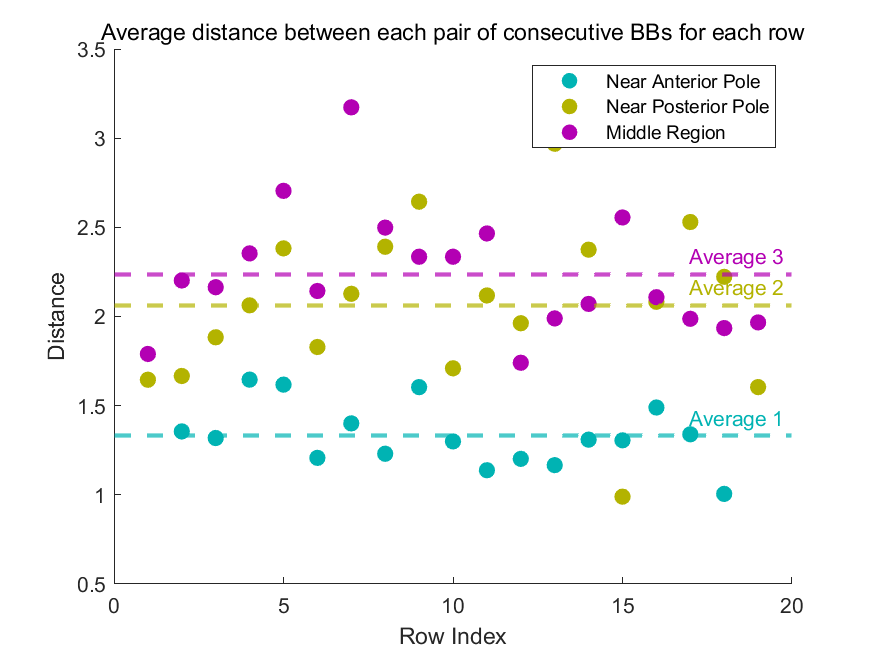 Average distance between each pair of consecutive BBs for each row
3.5
3
2.5
2
1.5
1
0.5
Distance
Near Anterior Pole
Near Posterior Pole
Middle Region
Average 3
Average 2
Average 1
0
5
10
15
20
Row Index